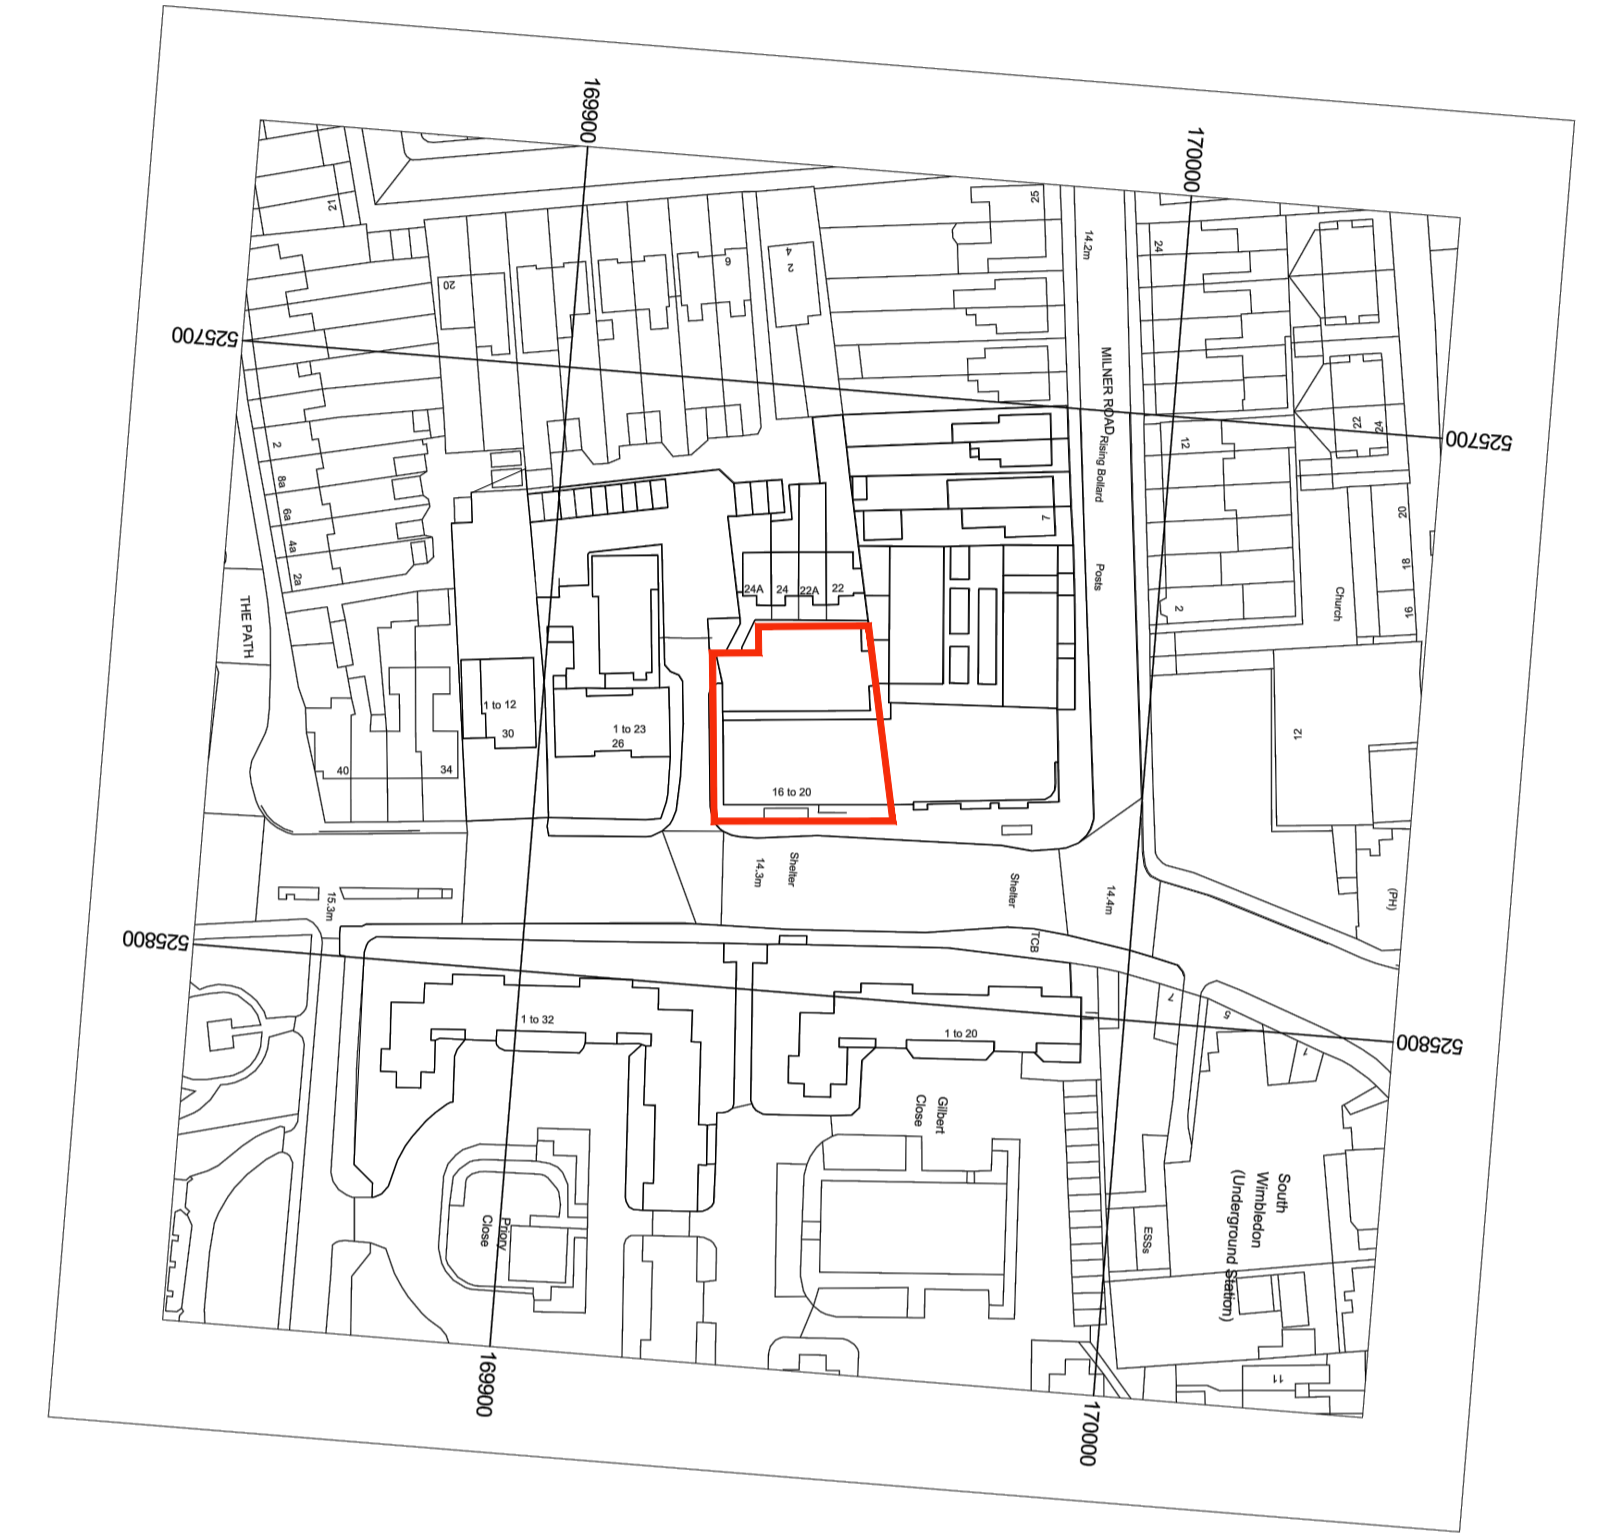 169900
170000
21
25
14.2m
24
4
2
6
20
525700
MILNER ROAD
22
24
525700
12
2
8a
6a
4a
2a
Rising Bollard
7
20
18
16
Posts
24A
24
22A
22
2
Church
THE PATH
1 to 12
30
1 to 23
26
12
40
34
16 to 20
14.3m
Shelter
Shelter
14.4m
(PH)
15.3m
TCB
525800
7
1 to 32
1 to 20
525800
1
Gilbert
Close
South
Wimbledon
(Underground Station)
Priory
Close
ESSs
11
169900
170000